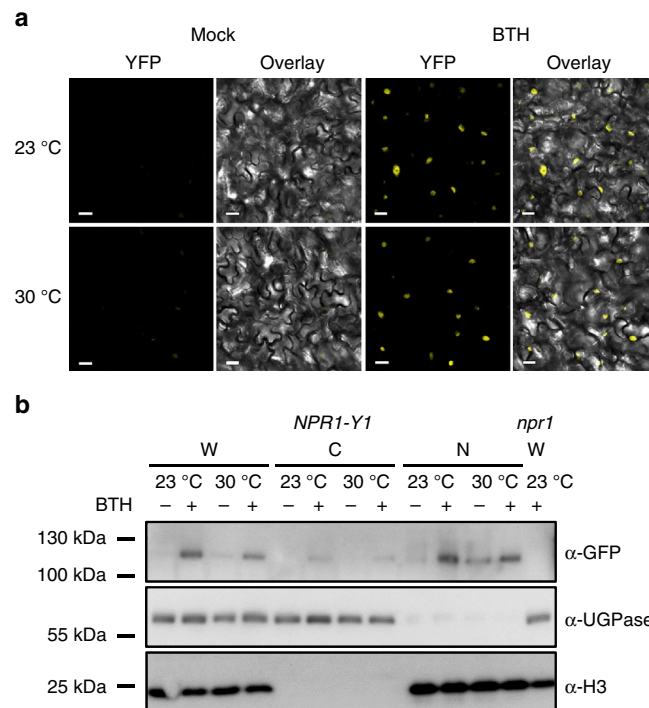 a
Mock BTH
YFP Overlay YFP Overlay
23 °C
30 °C
b
NPR1-Y1 npr1
W C N W
23 °C 30 °C 23 °C 30 °C 23 °C 30 °C 23 °C
BTH – + – + – + – + – + – + +
130 kDa
α-GFP
100 kDa
α-UGPase
55 kDa
25 kDa α-H3